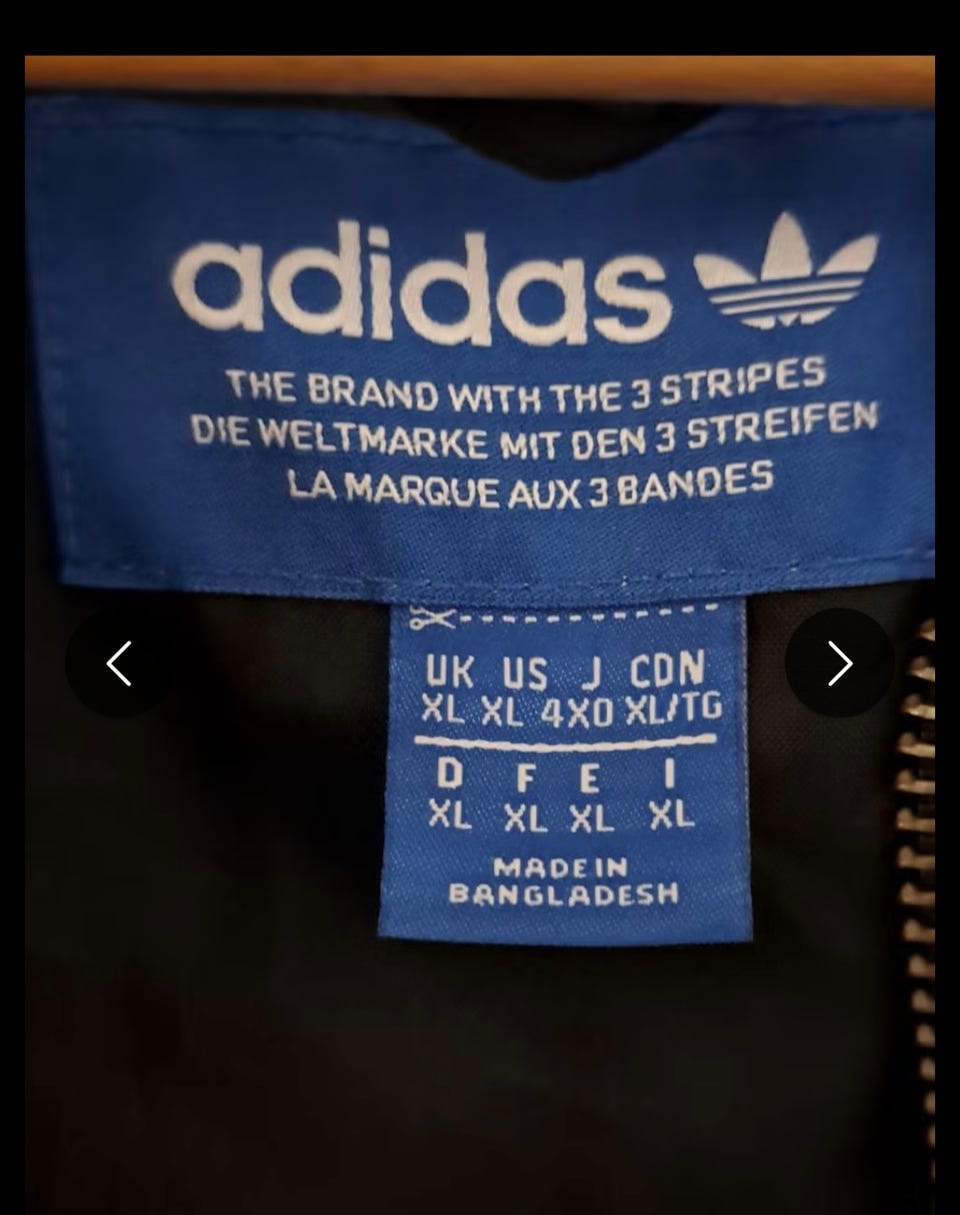 adidas
THE BRAND WITH THE 3 STRIPES
DIE WELTMARKE MIT DEN 3 STREIFEN
LA MARQUE AUX 3 BANDES
UK US J CDN
XL XL 4XO XL/TG
D F E I
XL XL XL XL
MADE IN
BANGLADESH